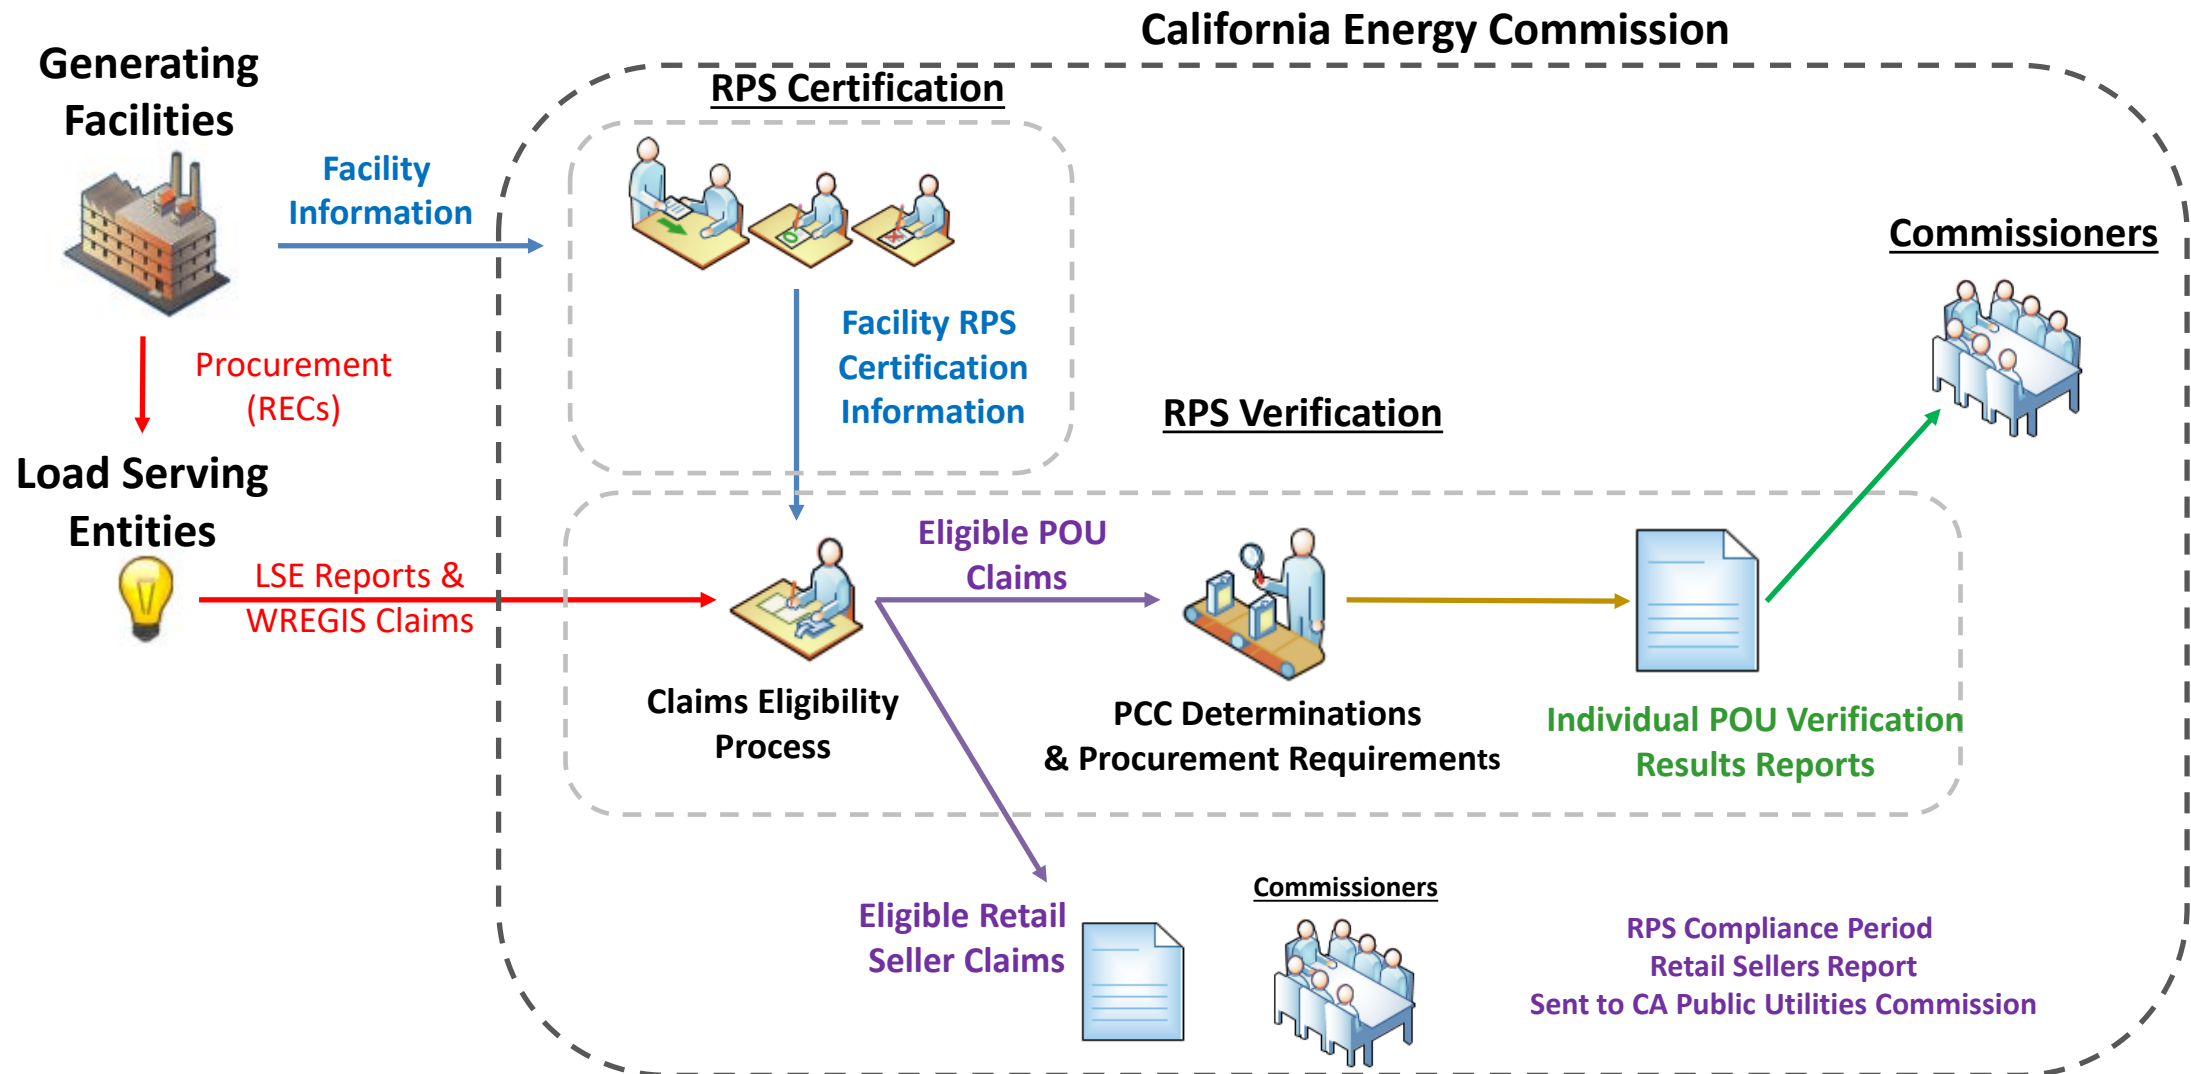 California Energy Commission
Generating
Facilities
RPS Certification
Facility
Information
Commissioners
Facility RPS
Certification
Information
Procurement
(RECs)
RPS Verification
Load Serving
Entities
LSE Reports &
WREGIS Claims
Eligible POU
Claims
Claims Eligibility
Process
PCC Determinations
& Procurement Requirements
Individual POU Verification
Results Reports
Eligible Retail
Seller Claims
Commissioners
RPS Compliance Period
Retail Sellers Report
Sent to CA Public Utilities Commission